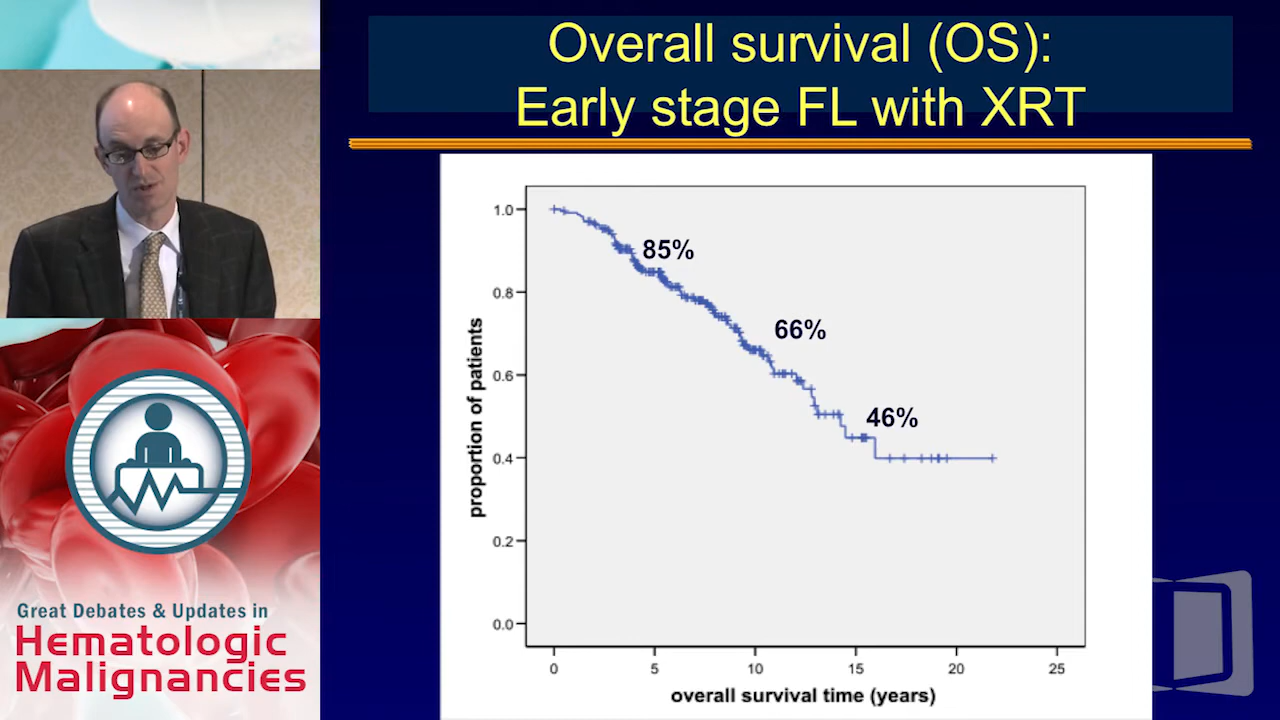 Overall survival (OS):
Early stage FL with XRT
proportion of patients
1.0
0.8
0.6
0.4
0.2
0.0
85%
66%
46%
0 5 10 15 20 25
overall survival time (years)
Great Debates & Updates in
Hematologic
Malignancies